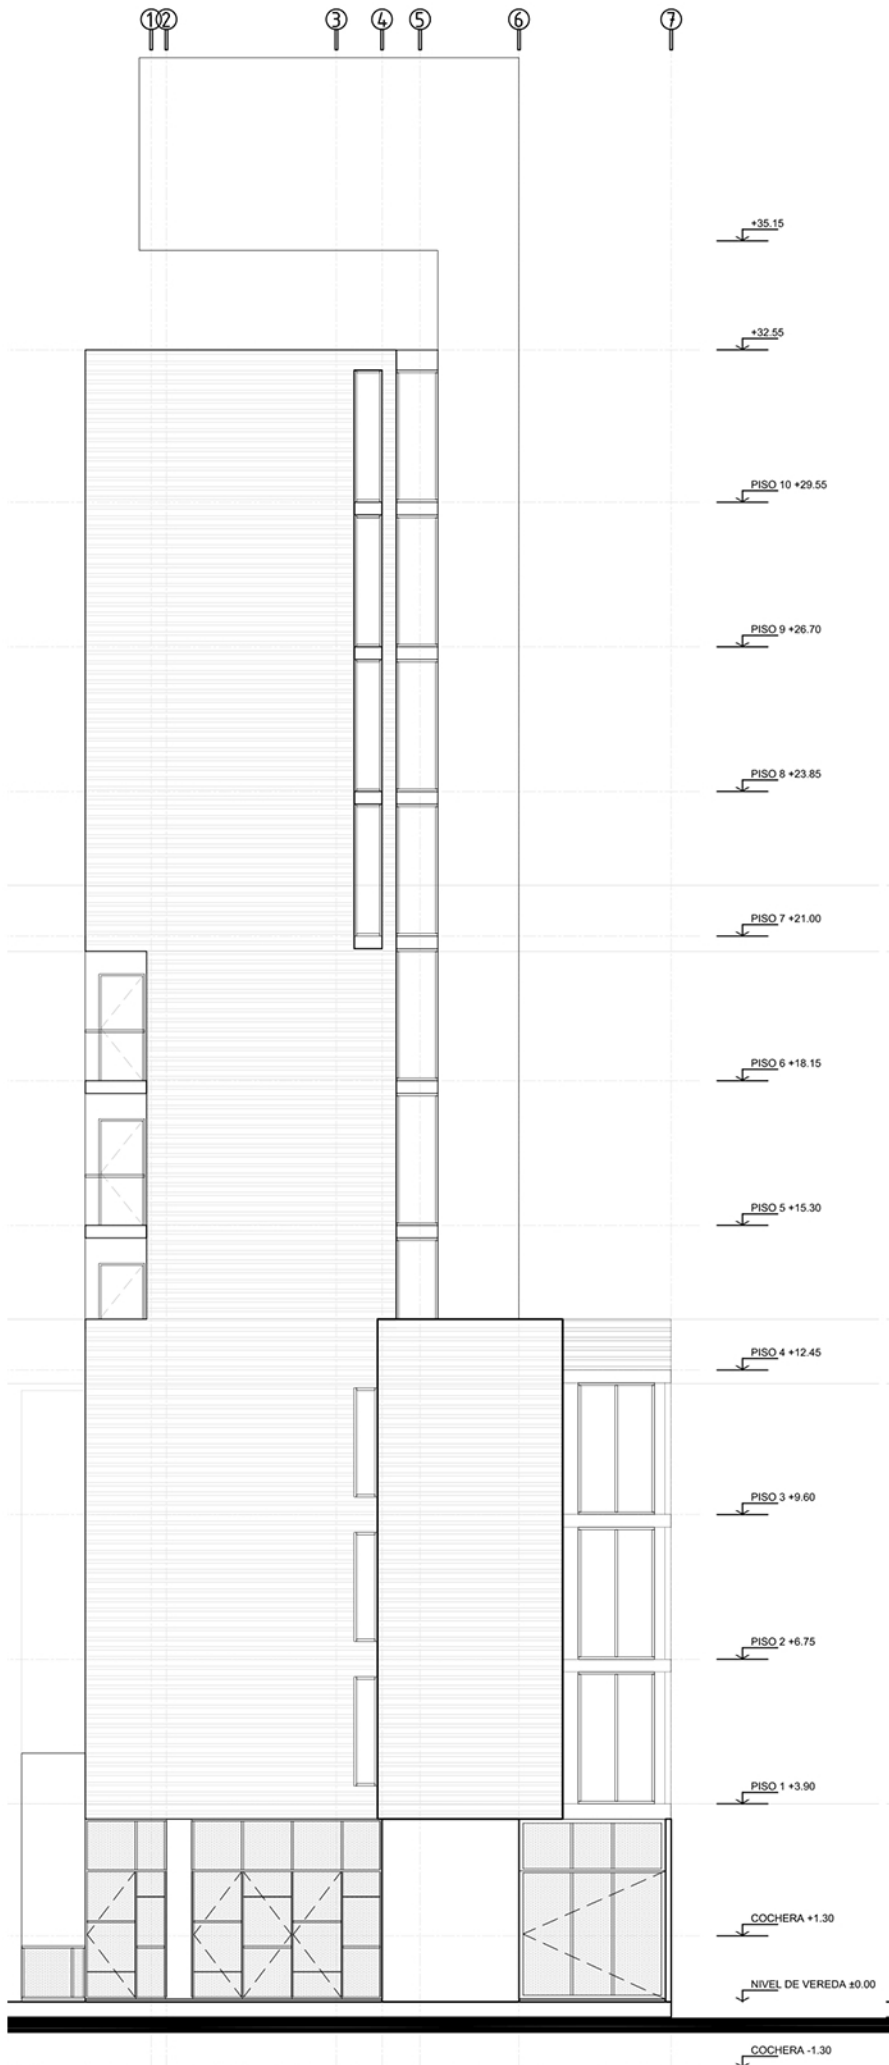 1 2 3 4 5 6 7
+35.15
+32.55
PISO 10 +29.55
PISO 9 +26.70
PISO 8 +23.85
PISO 7 +21.00
PISO 6 +18.15
PISO 5 +15.30
PISO 4 +12.45
PISO 3 +9.60
PISO 2 +6.75
PISO 1 +3.90
COCHERA +1.30
NIVEL DE VEREDA ±0.00
COCHERA -1.30